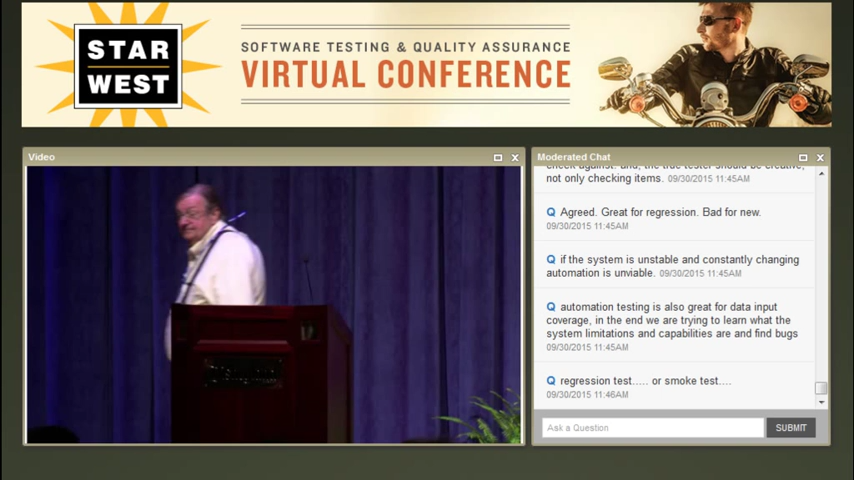 STAR
WEST
SOFTWARE TESTING & QUALITY ASSURANCE
VIRTUAL CONFERENCE
Video
Moderated Chat
not only checking items. 09/30/2015 11:45AM
Q Agreed. Great for regression. Bad for new.
09/30/2015 11:45AM
Q if the system is unstable and constantly changing
automation is unviable. 09/30/2015 11:45AM
Q automation testing is also great for data input
coverage, in the end we are trying to learn what the
system limitations and capabilities are and find bugs
09/30/2015 11:45AM
Q regression test..... or smoke test....
09/30/2015 11:46AM
Ask a Question
SUBMIT